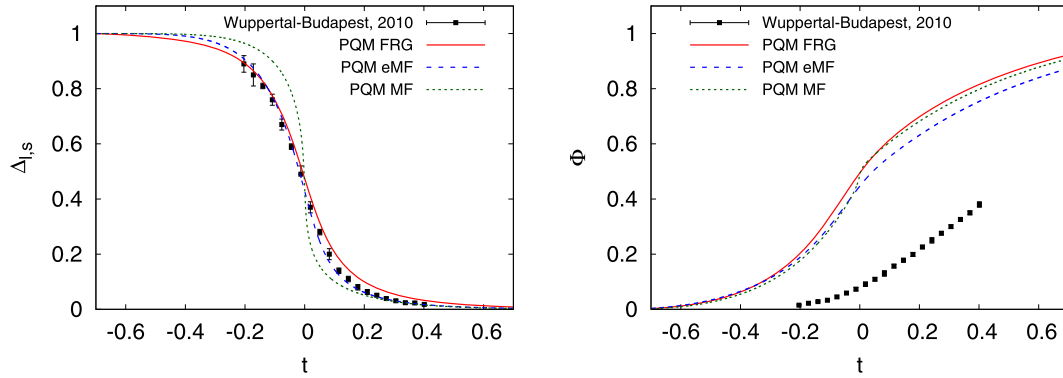 Wuppertal-Budapest, 2010
PQM FRG
PQM eMF
PQM MF
1
0.8
0.6
0.4
0.2
0
Δl,s
-0.6 -0.4 -0.2 0 0.2 0.4 0.6
t
Wuppertal-Budapest, 2010
PQM FRG
PQM eMF
PQM MF
1
0.8
0.6
0.4
0.2
0
Φ
-0.6 -0.4 -0.2 0 0.2 0.4 0.6
t